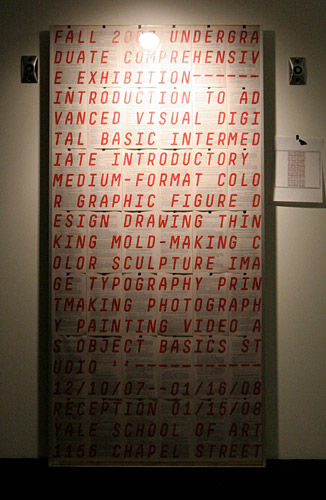 FALL 2007 UNDERGRA
DUATE COMPREHENSIV
E EXHIBITION------
INTRODUCTION TO AD
VANCED VISUAL DIGI
TAL BASIC INTERMED
IATE INTRODUCTORY
MEDIUM-FORMAT COLO
R GRAPHIC FIGURE D
ESIGN DRAWING THIN
KING MOLD-MAKING C
OLOR SCULPTURE IMA
GE TYPOGRAPHY PRIN
TMAKING PHOTOGRAPH
Y PAINTING VIDEO A
S OBJECT BASICS ST
UDIO ''-----------
12/10/07--01/16/08
RECEPTION 01/15/08
YALE SCHOOL OF ART
1156 CHAPEL STREET